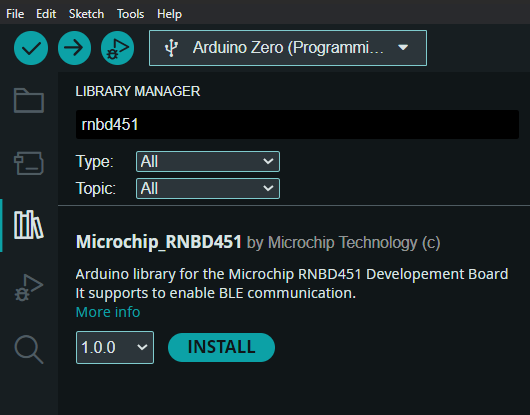 File Edit Sketch Tools Help
Arduino Zero (Programmi...
LIBRARY MANAGER
rnbd451
Type: All
Topic: All
Microchip_RNBD451 by Microchip Technology (c)
Arduino library for the Microchip RNBD451 Developement Board
It supports to enable BLE communication.
More info
1.0.0 INSTALL